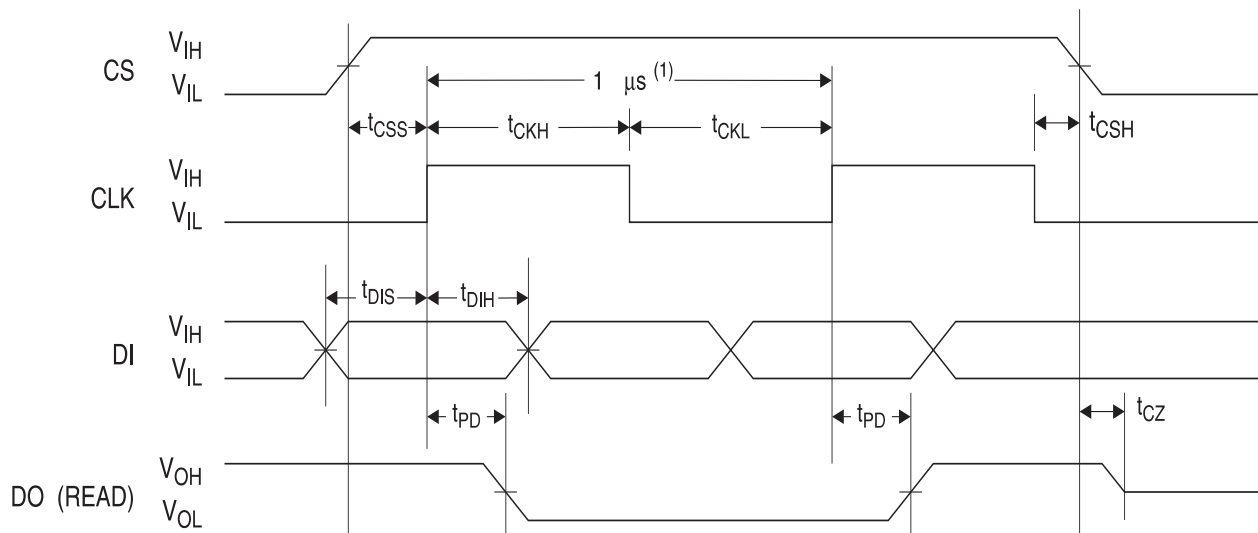 CS
VIH
VIL
1 µs (1)
tCSS
tCKH
tCKL
tCSH
CLK
VIH
VIL
tDIS
tDIH
DI
VIH
VIL
tPD
tPD
tCZ
DO (READ)
VOH
VOL